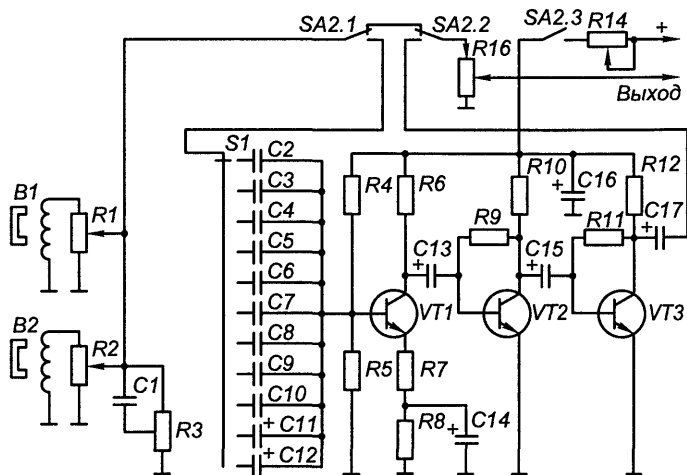 SA2.1 SA2.2 SA2.3 R14 +
R16
Выход
S1 C2 R10 R12
C3 R4 R6 + C16
B1 C4 C17
R1 C5 R9 R11 +
C6 C13 C15
C7 + +
B2 C8 VT1 VT2 VT3
R2 C9
C1 C10 R5 R7
R3 + C11 R8 + C14
+ C12